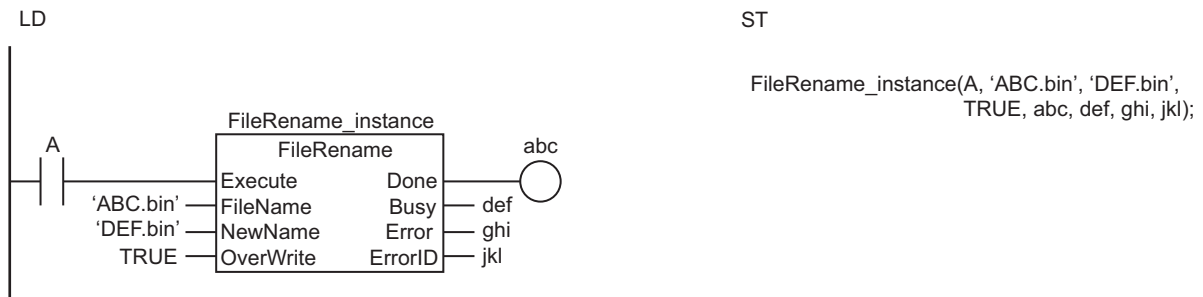 LD
ST
FileRename_instance(A, ‘ABC.bin’, ‘DEF.bin’,
TRUE, abc, def, ghi, jkl);
FileRename_instance
A
FileRename
abc
Execute Done
‘ABC.bin’ FileName Busy def
‘DEF.bin’ NewName Error ghi
TRUE OverWrite ErrorID jkl